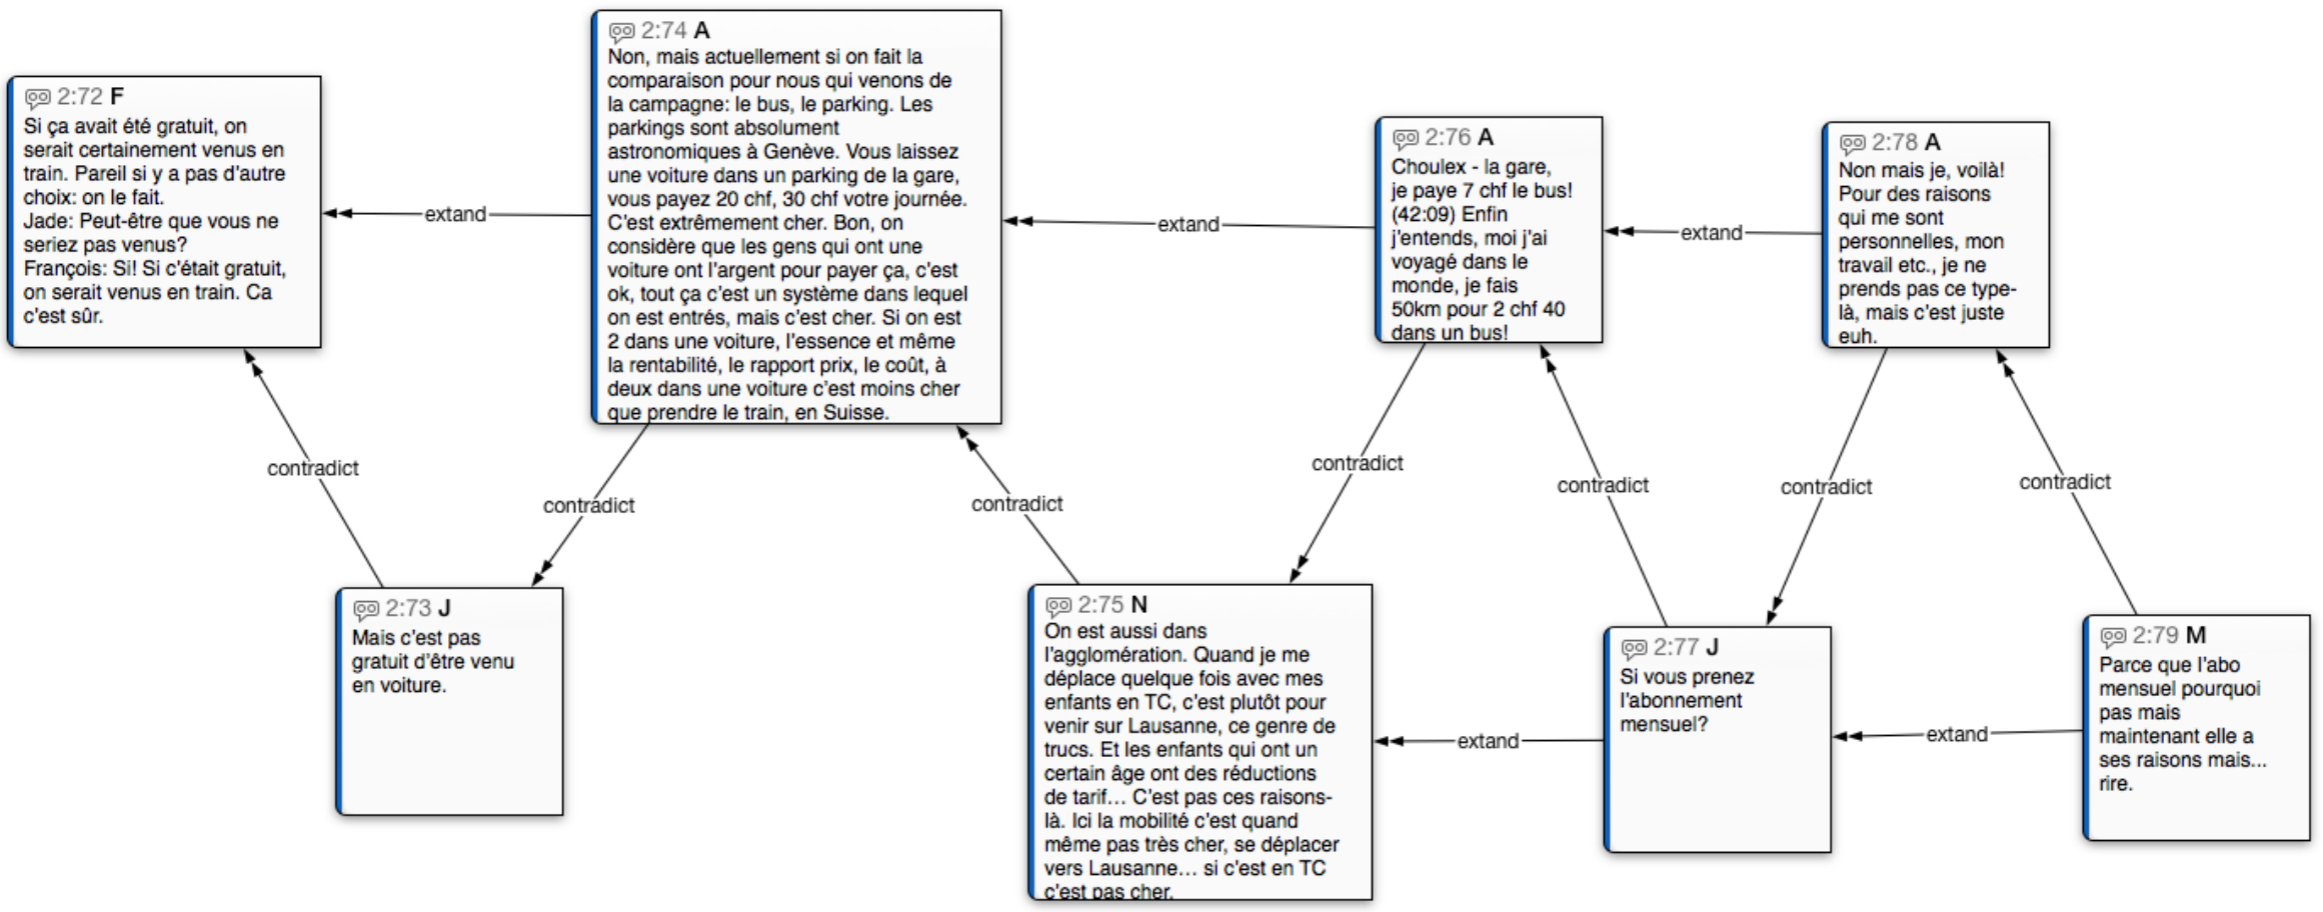 2:72 F
Si ça avait été gratuit, on
serait certainement venus en
train. Pareil si y a pas d'autre
choix: on le fait.
Jade: Peut-être que vous ne
seriez pas venus?
François: Si! Si c'était gratuit,
on serait venus en train. Ca
c'est sûr.
extand
2:74 A
Non, mais actuellement si on fait la
comparaison pour nous qui venons de
la campagne: le bus, le parking. Les
parkings sont absolument
astronomiques à Genève. Vous laissez
une voiture dans un parking de la gare,
vous payez 20 chf, 30 chf votre journée.
C'est extrêmement cher. Bon, on
considère que les gens qui ont une
voiture ont l'argent pour payer ça, c'est
ok, tout ça c'est un système dans lequel
on est entrés, mais c'est cher. Si on est
2 dans une voiture, l'essence et même
la rentabilité, le rapport prix, le coût, à
deux dans une voiture c'est moins cher
que prendre le train, en Suisse.
extand
2:76 A
Choulex - la gare,
je paye 7 chf le bus!
(42:09) Enfin
j'entends, moi j'ai
voyagé dans le
monde, je fais
50km pour 2 chf 40
dans un bus!
extand
2:78 A
Non mais je, voilà!
Pour des raisons
qui me sont
personnelles, mon
travail etc., je ne
prends pas ce type-
là, mais c'est juste
euh.
contradict
contradict
contradict
contradict
contradict
contradict
contradict
2:73 J
Mais c'est pas
gratuit d'être venu
en voiture.
2:75 N
On est aussi dans
l'agglomération. Quand je me
déplace quelque fois avec mes
enfants en TC, c'est plutôt pour
venir sur Lausanne, ce genre de
trucs. Et les enfants qui ont un
certain âge ont des réductions
de tarif... C'est pas ces raisons-
là. Ici la mobilité c'est quand
même pas très cher, se déplacer
vers Lausanne... si c'est en TC
c'est pas cher.
extand
2:77 J
Si vous prenez
l'abonnement
mensuel?
extand
2:79 M
Parce que l'abo
mensuel pourquoi
pas mais
maintenant elle a
ses raisons mais...
rire.